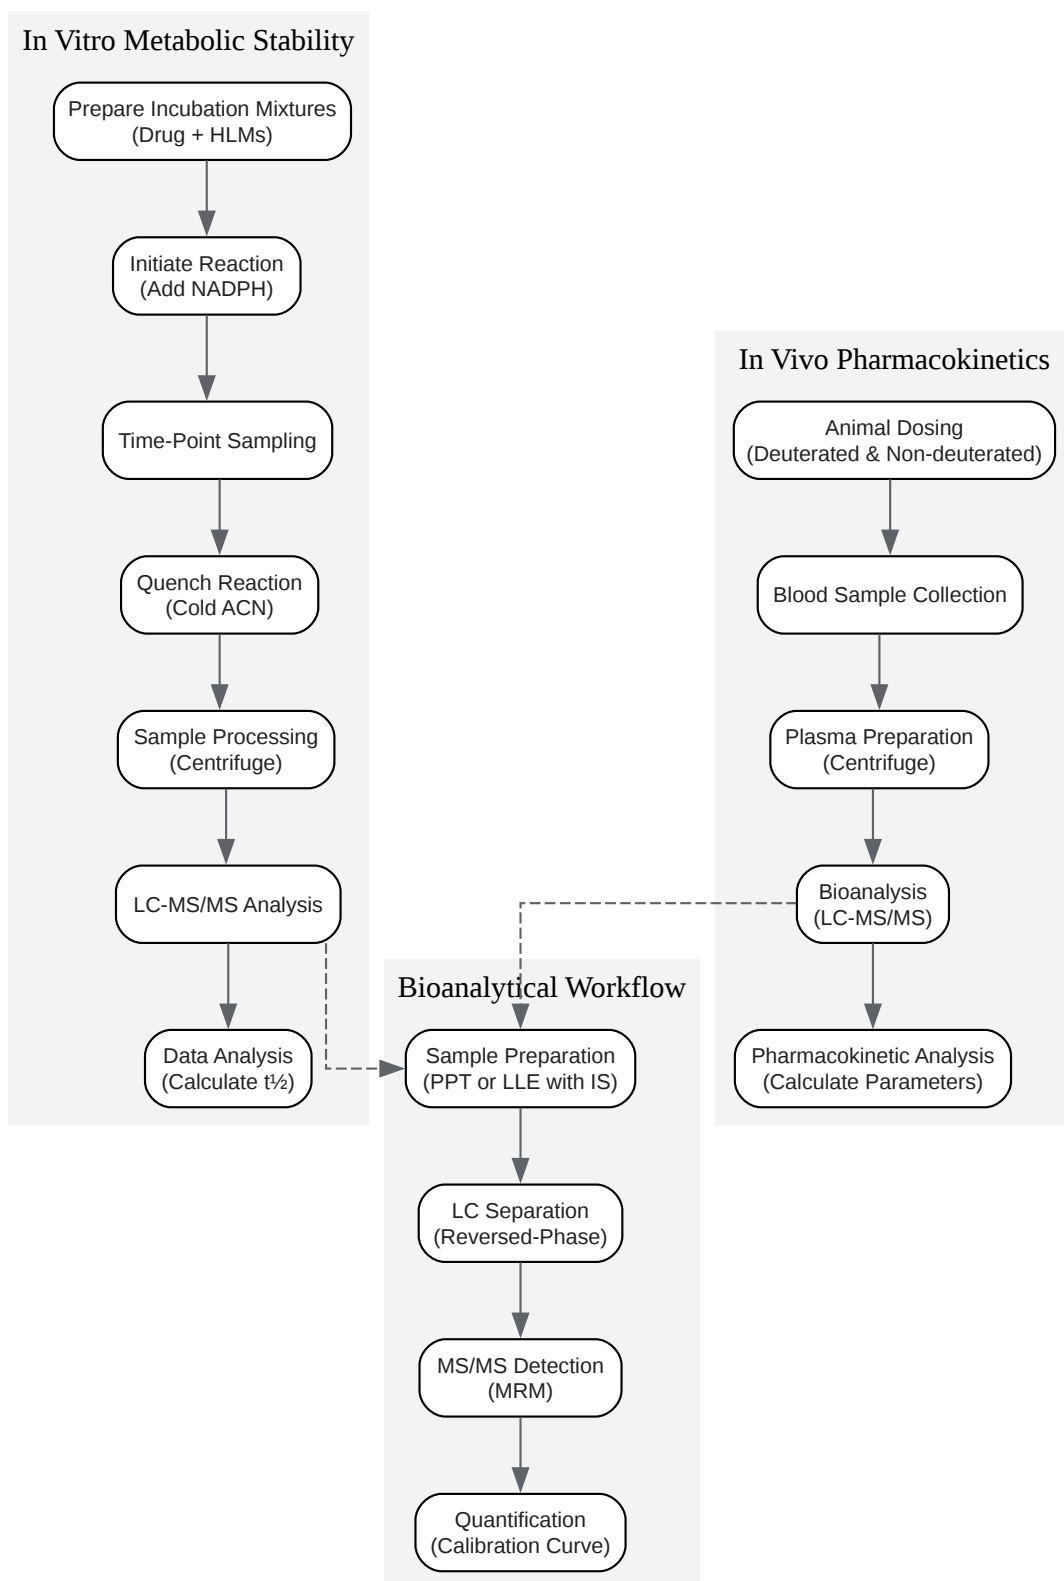 In Vitro Metabolic Stability
Prepare Incubation Mixtures
(Drug + HLMs)
Initiate Reaction
(Add NADPH)
Time-Point Sampling
Quench Reaction
(Cold ACN)
Sample Processing
(Centrifuge)
LC-MS/MS Analysis
Data Analysis
(Calculate t½)
In Vivo Pharmacokinetics
Animal Dosing
(Deuterated & Non-deuterated)
Blood Sample Collection
Plasma Preparation
(Centrifuge)
Bioanalysis
(LC-MS/MS)
Pharmacokinetic Analysis
(Calculate Parameters)
Bioanalytical Workflow
Sample Preparation
(PPT or LLE with IS)
LC Separation
(Reversed-Phase)
MS/MS Detection
(MRM)
Quantification
(Calibration Curve)